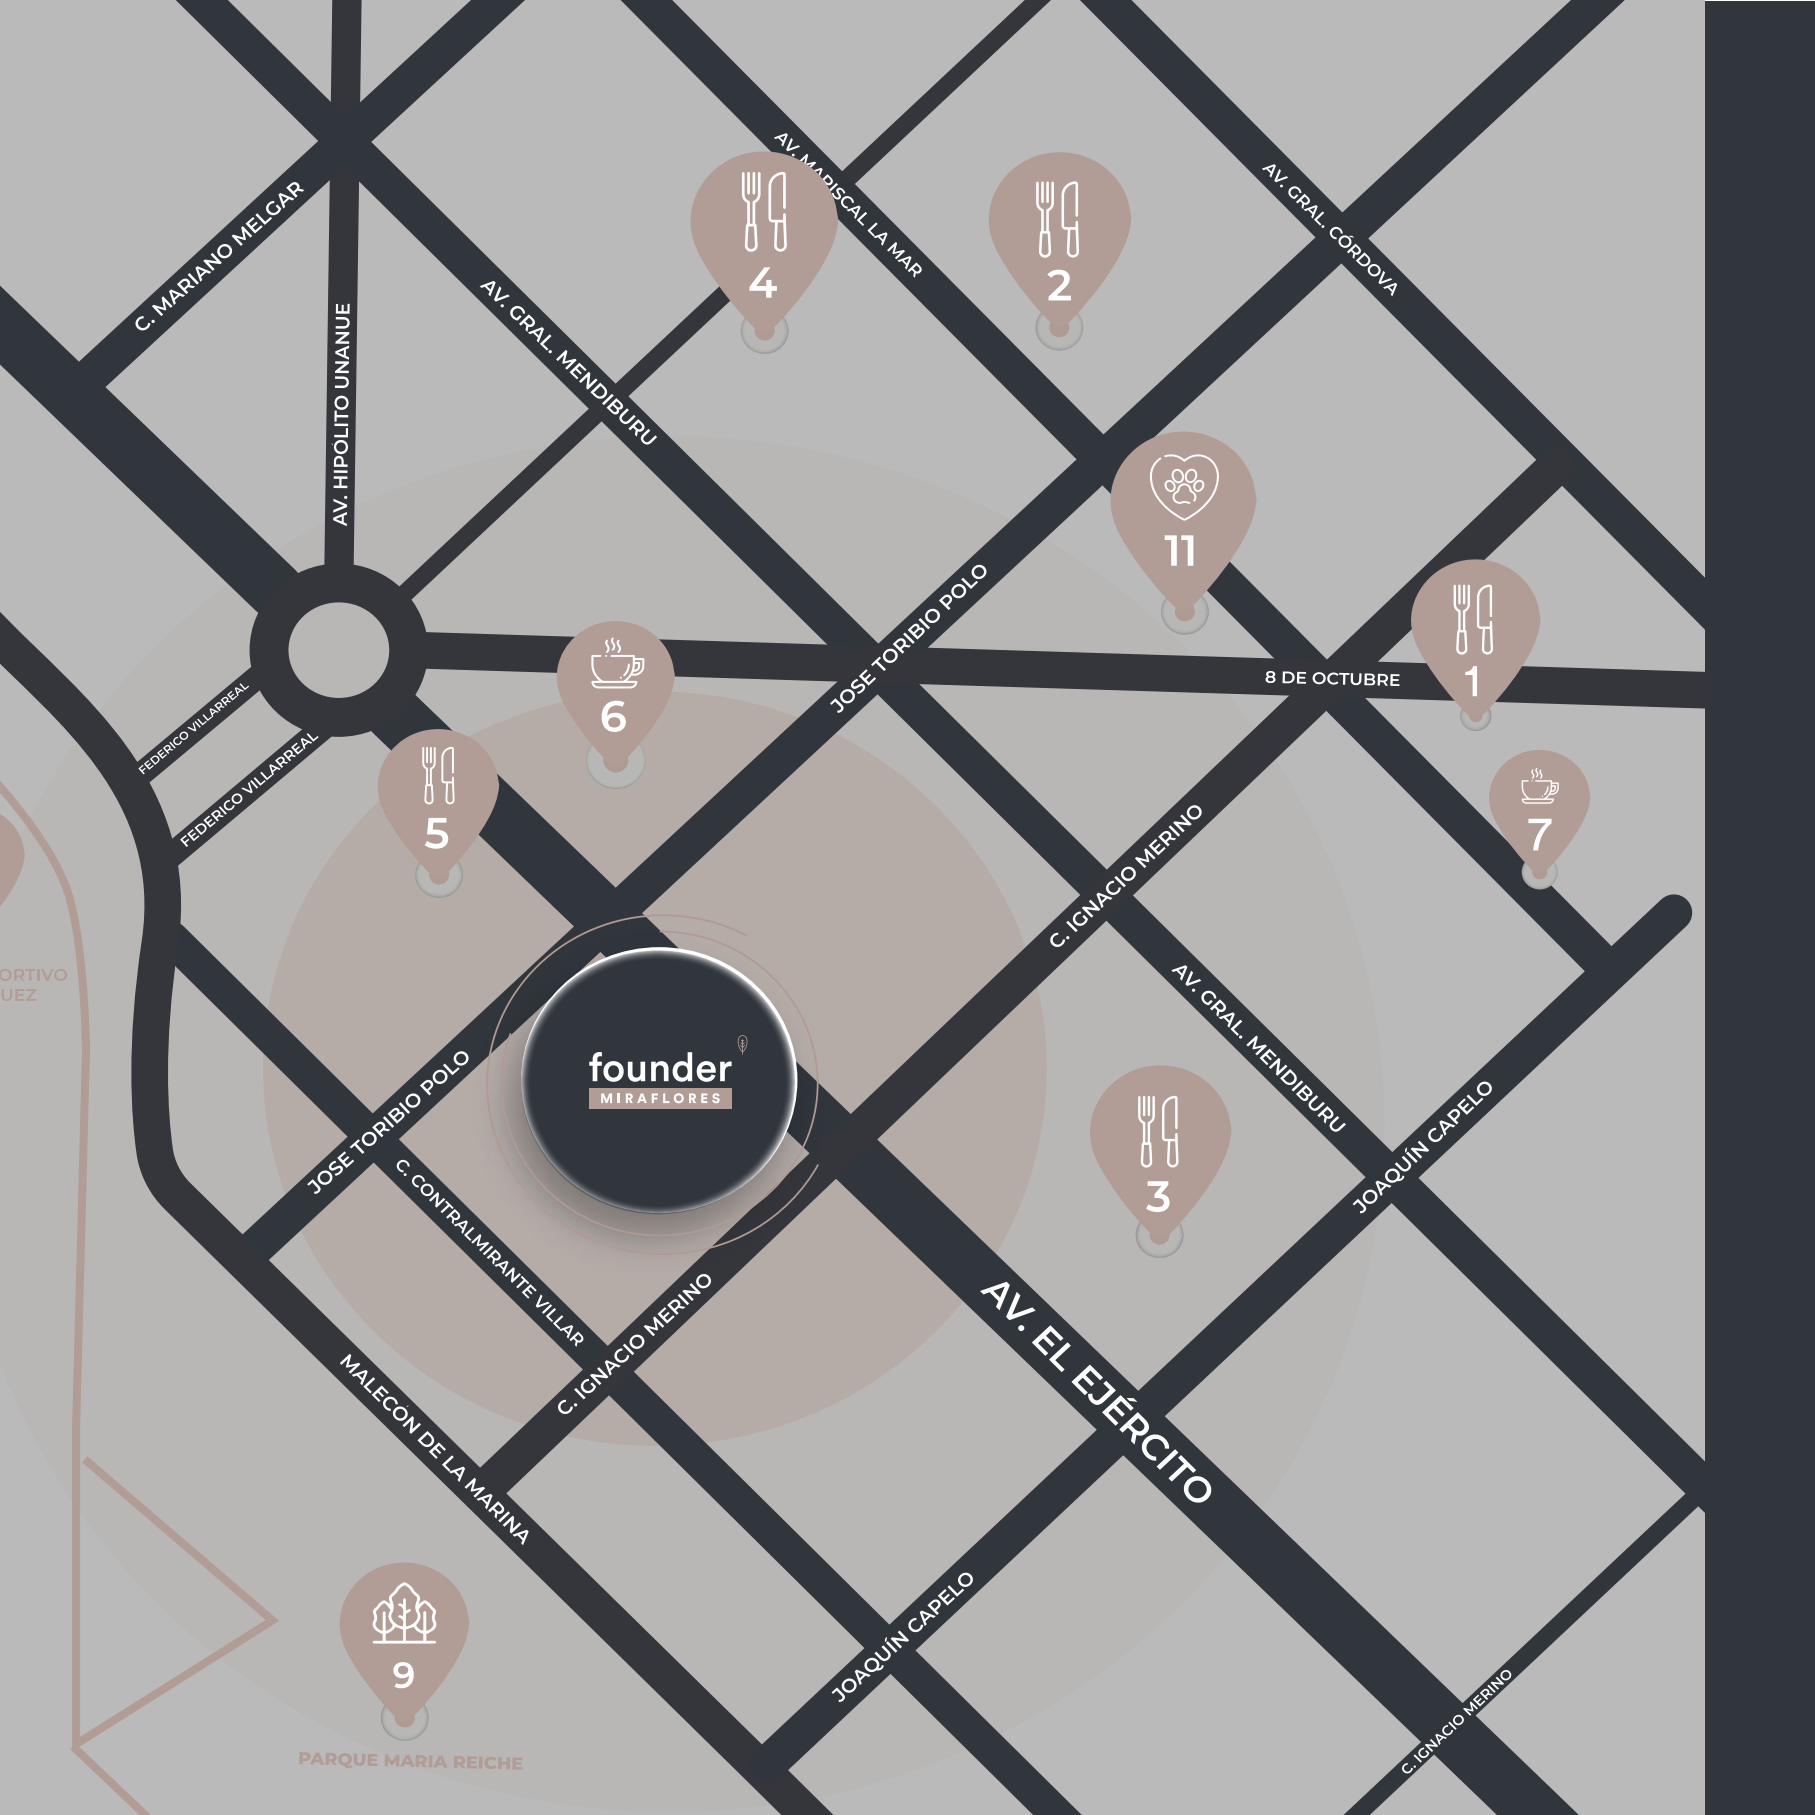 AV. MARISCAL LA MAR
AV. GRAL. CÓRDOVA
C. MARIANO MELGAR
4
2
AV. HIPÓLITO UNANUE
AV. GRAL. MENDIBURU
11
JOSE TORIBIO POLO
8 DE OCTUBRE
1
6
FEDERICO VILLARREAL
FEDERICO VILLARREAL
5
7
C. IGNACIO MERINO
ORTIVO
UEZ
AV. GRAL. MENDIBURU
founder
MIRAFLORES
JOSE TORIBIO POLO
3
JOAQUÍN CAPELO
C. CONTRALMIRANTE VILLAR
C. IGNACIO MERINO
AV. EL EJÉRCITO
MALECÓN DE LA MARINA
JOAQUÍN CAPELO
9
C. IGNACIO MERINO
PARQUE MARIA REICHE